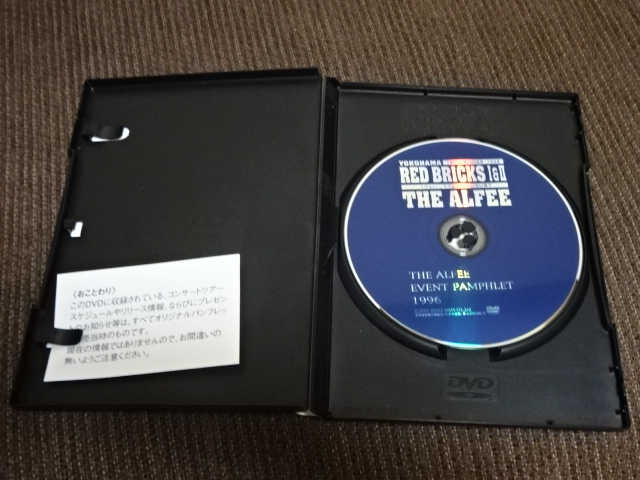 〈おことわり〉
このDVDに収録されている、コンサートツアー
スケジュールやリリース情報、ならびにプレゼン
トのお知らせ等は、すべてオリジナルパンフレッ
売当時のものです。
現在の情報ではありませんので、お間違いの
無いようご注意ください。
YOKOHAMA
RED BRICKS I&II
THE ALFEE
THE ALFEE
EVENT PAMPHLET
1996
DVD
DVD